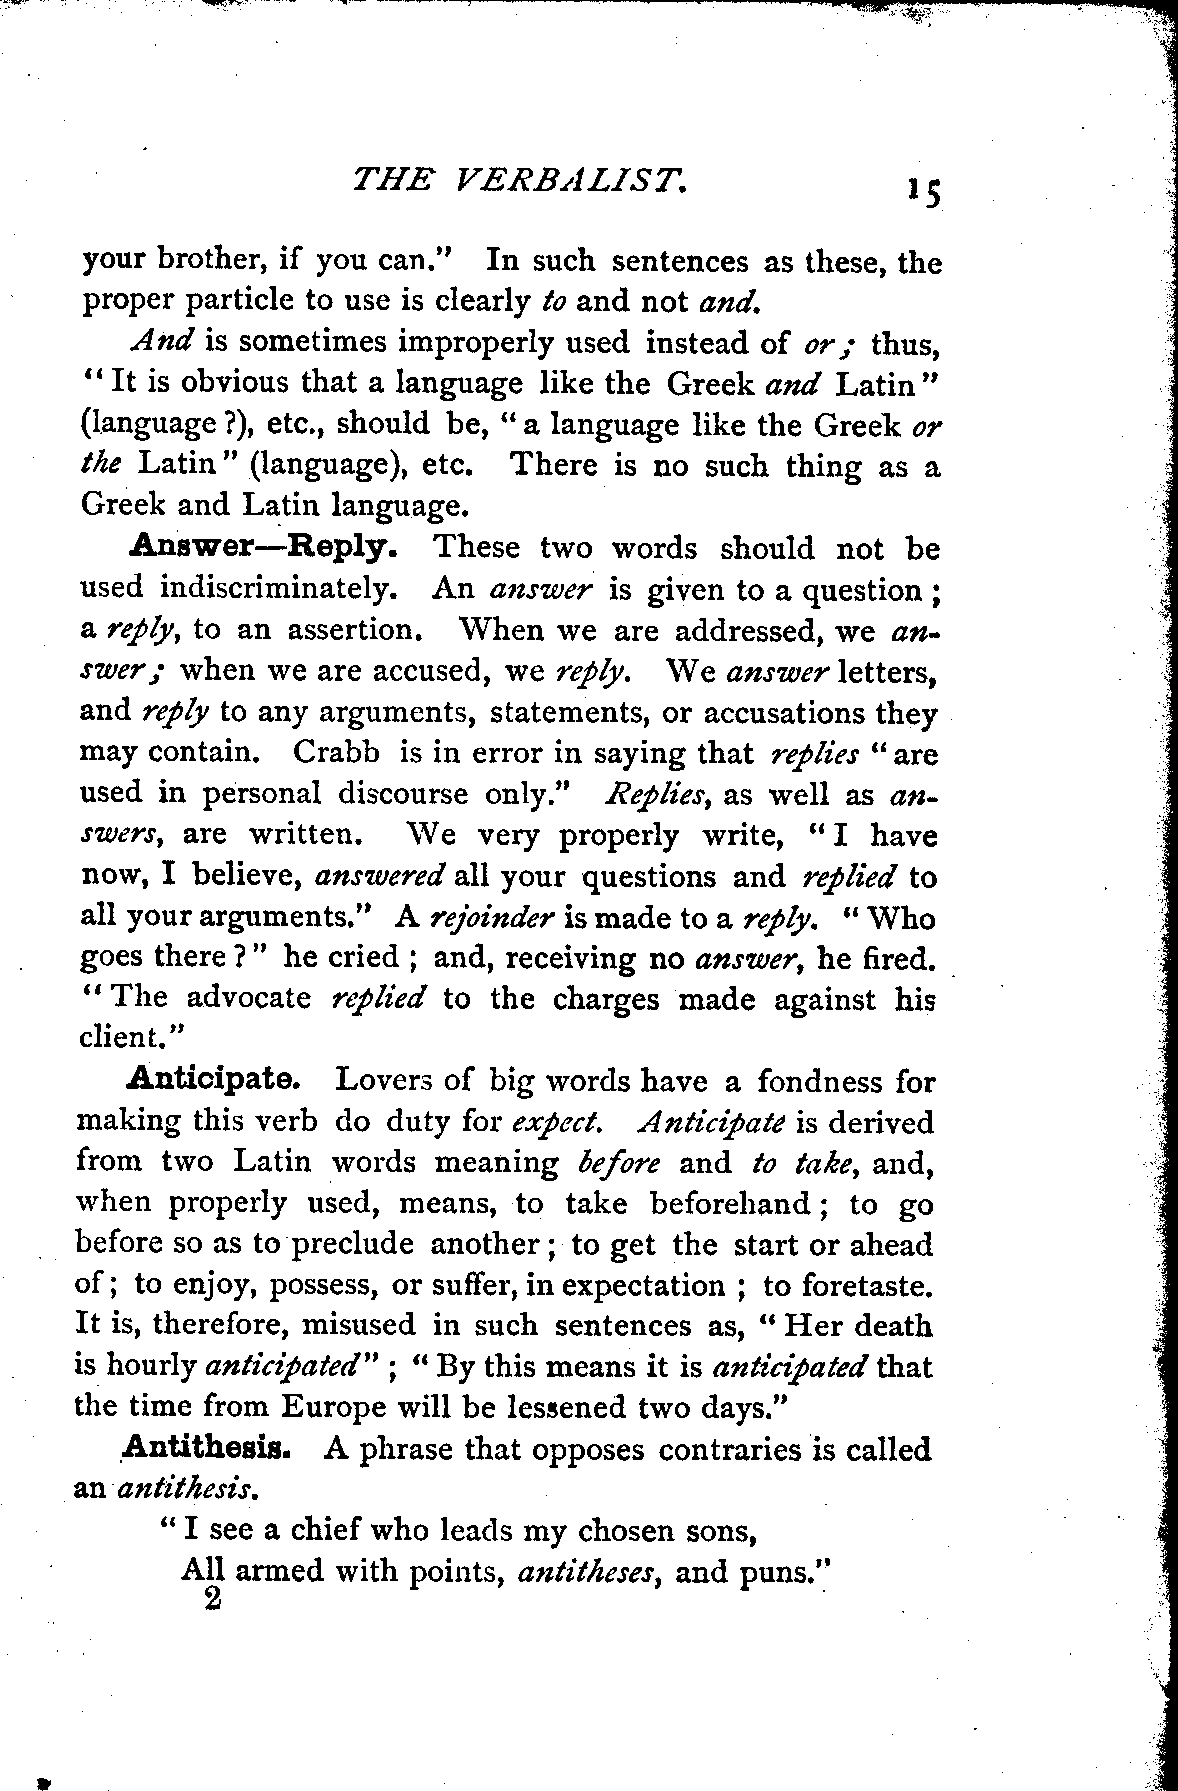 THE VERBALIST. 15
your brother, if you can." In such sentences as these, the
proper particle to use is clearly to and not and.
And is sometimes improperly used instead of or; thus,
"It is obvious that a language like the Greek and Latin"
(language?), etc., should be, "a language like the Greek or
the Latin" (language), etc. There is no such thing as a
Greek and Latin language.
Answer—Reply. These two words should not be
used indiscriminately. An answer is given to a question;
a reply, to an assertion. When we are addressed, we an-
swer; when we are accused, we reply. We answer letters,
and reply to any arguments, statements, or accusations they
may contain. Crabb is in error in saying that replies "are
used in personal discourse only." Replies, as well as an-
swers, are written. We very properly write, "I have
now, I believe, answered all your questions and replied to
all your arguments." A rejoinder is made to a reply. "Who
goes there?" he cried; and, receiving no answer, he fired.
"The advocate replied to the charges made against his
client."
Anticipate. Lovers of big words have a fondness for
making this verb do duty for expect. Anticipate is derived
from two Latin words meaning before and to take, and,
when properly used, means, to take beforehand; to go
before so as to preclude another; to get the start or ahead
of; to enjoy, possess, or suffer, in expectation; to foretaste.
It is, therefore, misused in such sentences as, "Her death
is hourly anticipated"; "By this means it is anticipated that
the time from Europe will be lessened two days."
Antithesis. A phrase that opposes contraries is called
an antithesis.
"I see a chief who leads my chosen sons,
All armed with points, antitheses, and puns."
2